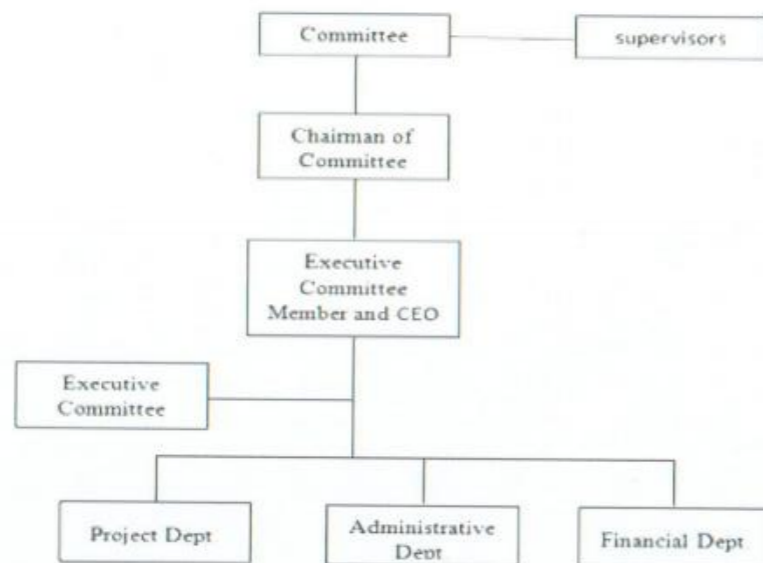 Committee
supervisors
Chairman of
Committee
Executive
Committee
Member and CEO
Executive
Committee
Project Dept
Administrative
Dept
Financial Dept